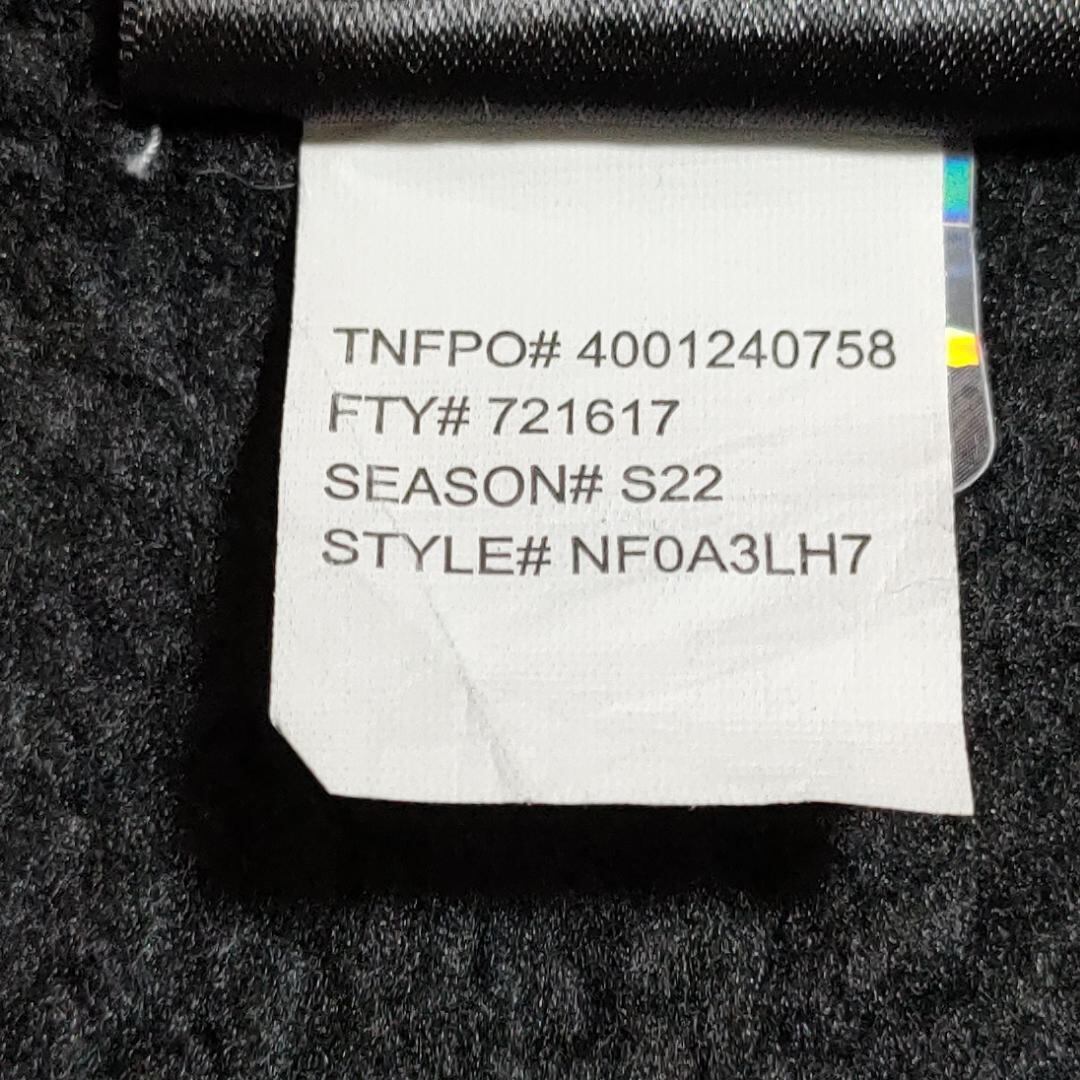 TNFPO# 4001240758
FTY# 721617
SEASON# S22
STYLE# NF0A3LH7